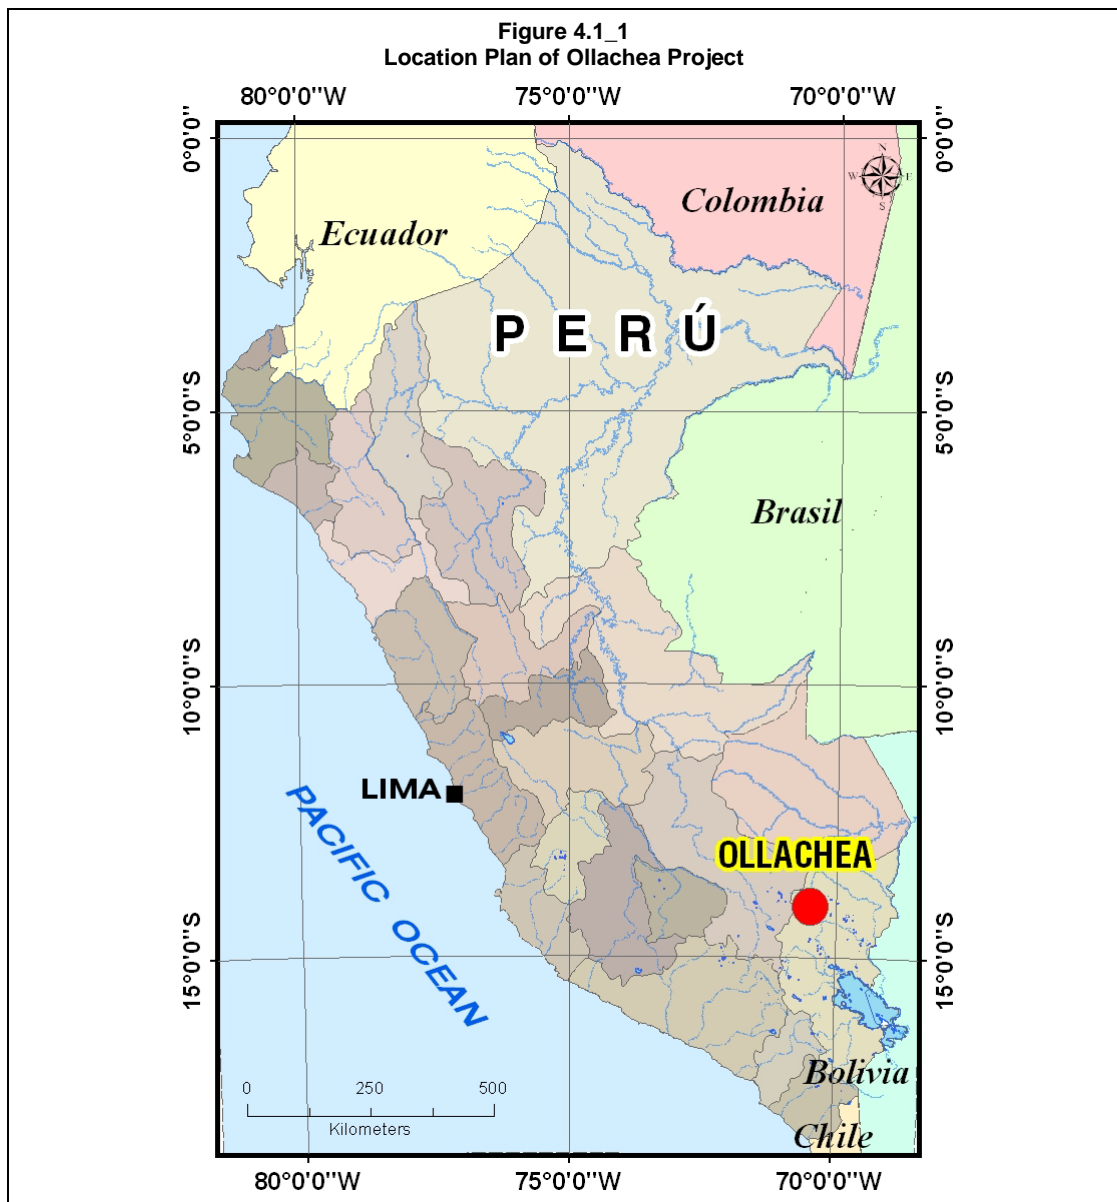 Figure 4.1_1
Location Plan of Ollachea Project
80°0'0"W 75°0'0"W 70°0'0"W
0°0'0" 0°0'0"
N
W E
S
Colombia
Ecuador
PERÚ
5°0'0"S 5°0'0"S
Brasil
10°0'0"S 10°0'0"S
LIMA
PACIFIC OCEAN
OLLACHEA
15°0'0"S 15°0'0"S
Bolivia
0 250 500
Kilometers
Chile
80°0'0"W 75°0'0"W 70°0'0"W